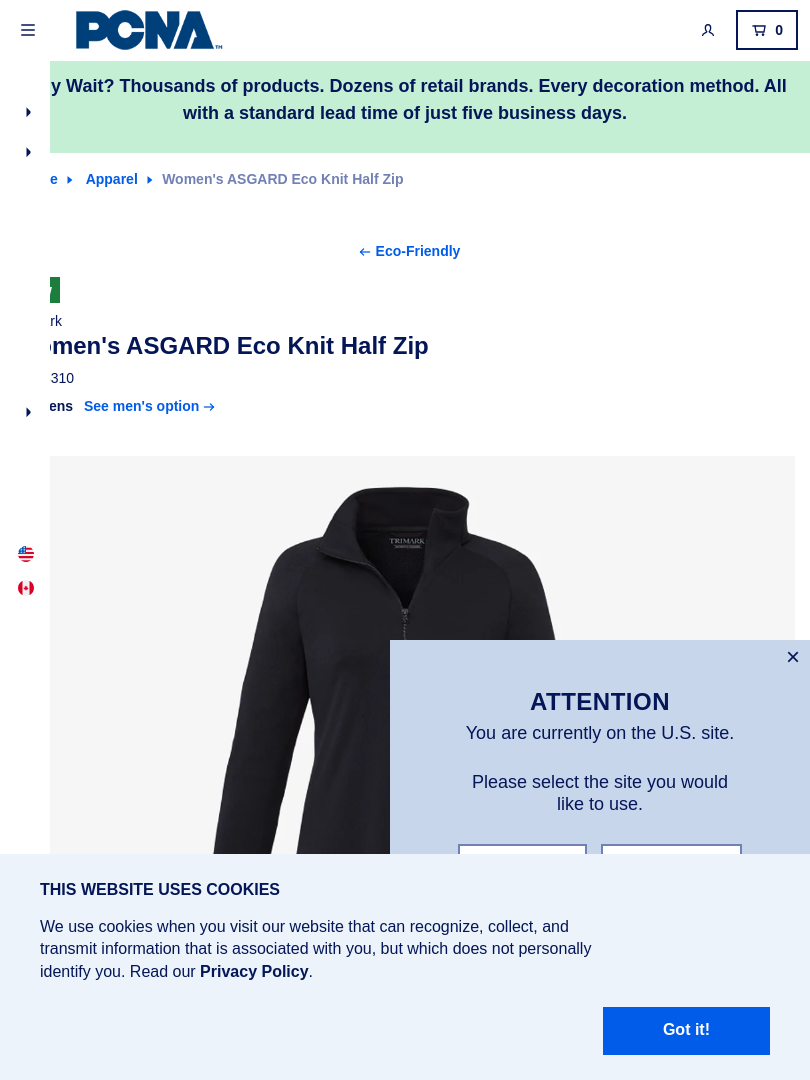 PCNA™
0
y Wait? Thousands of products. Dozens of retail brands. Every decoration method. All
with a standard lead time of just five business days.
e Apparel Women's ASGARD Eco Knit Half Zip
Eco-Friendly
rk
omen's ASGARD Eco Knit Half Zip
310
ens See men's option
TRIMARK
ATTENTION
You are currently on the U.S. site.
Please select the site you would
like to use.
THIS WEBSITE USES COOKIES
We use cookies when you visit our website that can recognize, collect, and
transmit information that is associated with you, but which does not personally
identify you. Read our Privacy Policy.
Got it!